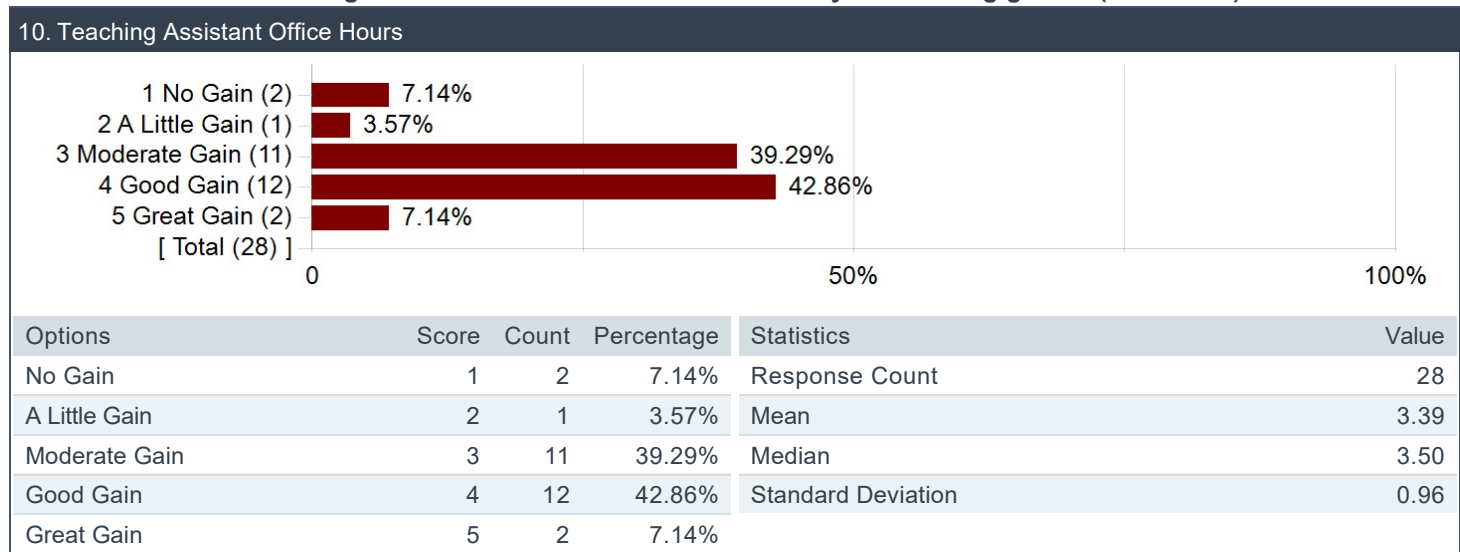 10. Teaching Assistant Office Hours
1 No Gain (2) 7.14%
2 A Little Gain (1) 3.57%
3 Moderate Gain (11) 39.29%
4 Good Gain (12) 42.86%
5 Great Gain (2) 7.14%
[ Total (28) ]
0 50% 100%
Options Score Count Percentage Statistics Value
No Gain 1 2 7.14% Response Count 28
A Little Gain 2 1 3.57% Mean 3.39
Moderate Gain 3 11 39.29% Median 3.50
Good Gain 4 12 42.86% Standard Deviation 0.96
Great Gain 5 2 7.14%